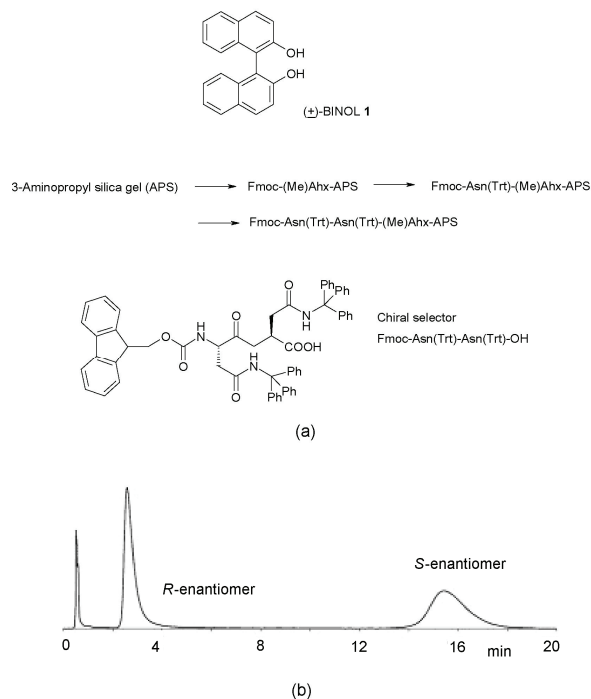 OH
OH
(±)-BINOL 1
3-Aminopropyl silica gel (APS) Fmoc-(Me)Ahx-APS Fmoc-Asn(Trt)-(Me)Ahx-APS
Fmoc-Asn(Trt)-Asn(Trt)-(Me)Ahx-APS
Ph
O Ph
N Ph
H
H O
O N COOH
O
H
N Ph
O Ph Ph
Chiral selector
Fmoc-Asn(Trt)-Asn(Trt)-OH
(a)
S-enantiomer
R-enantiomer
0 4 8 12 16 min 20
(b)